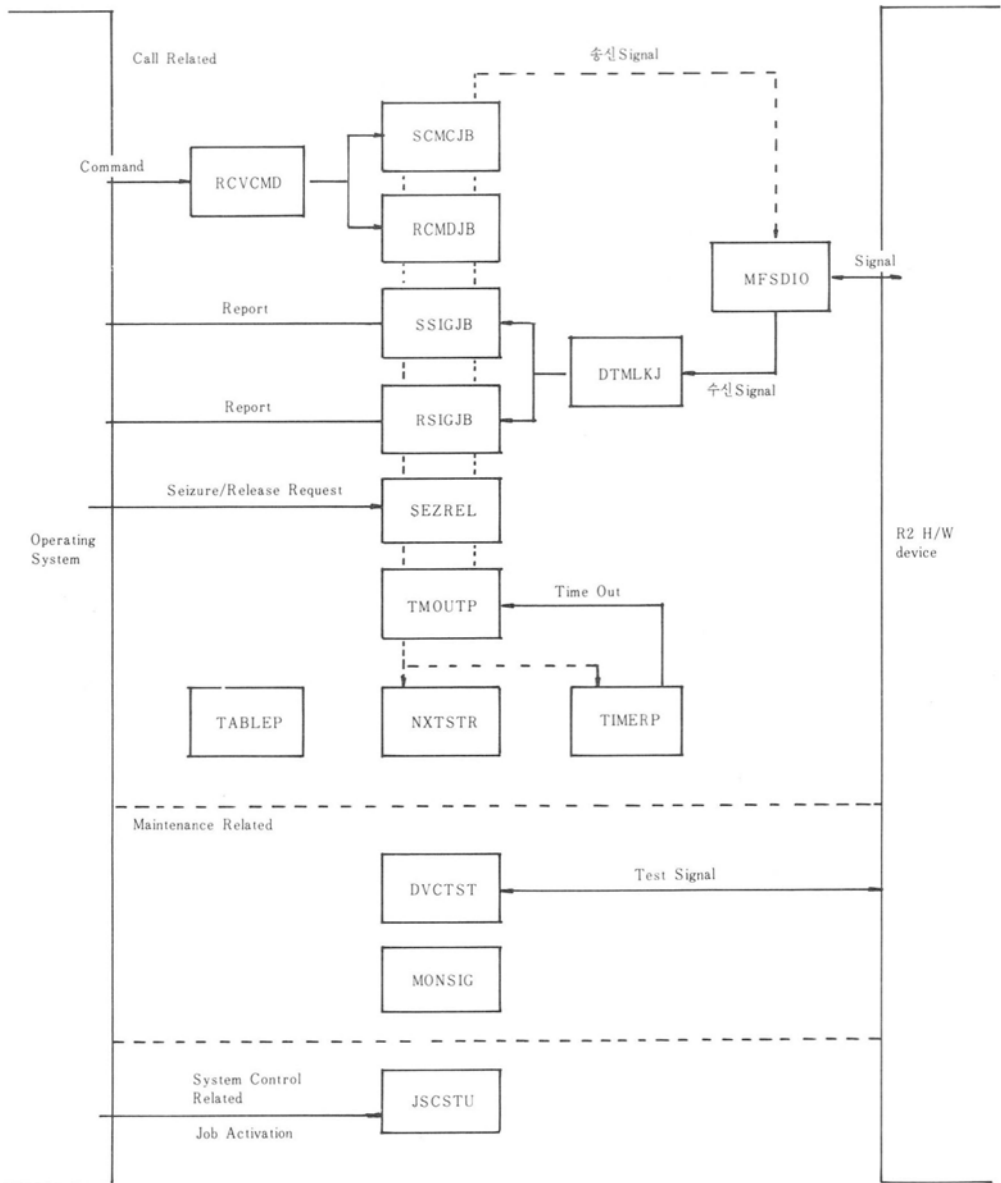 Call Related
송신Signal
SCMCJB
Command
RCVCMD
RCMDJB
Signal
MFSDIO
Report
SSIGJB
DTMLKJ
수신Signal
Report
RSIGJB
Seizure/Release Request
SEZREL
Operating
System
R2 H/W
device
TMOUTP
Time Out
TABLEP
NXTSTR
TIMERP
Maintenance Related
DVCTST
Test Signal
MONSIG
System Control
Related
JSCSTU
Job Activation